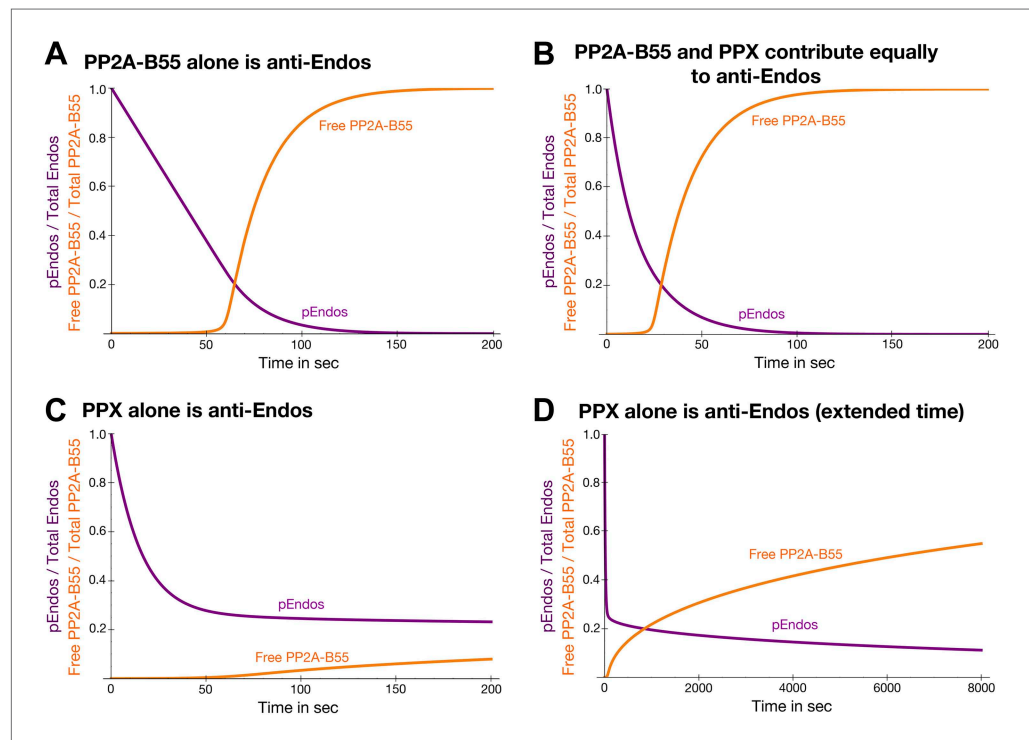 A
PP2A-B55 alone is anti-Endos
pEndos / Total Endos
Free PP2A-B55 / Total PP2A-B55
1.0
0.8
0.6
0.4
0.2
Free PP2A-B55
pEndos
0
50
100
150
200
Time in sec
B
PP2A-B55 and PPX contribute equally
to anti-Endos
pEndos / Total Endos
Free PP2A-B55 / Total PP2A-B55
1.0
0.8
0.6
0.4
0.2
Free PP2A-B55
pEndos
0
50
100
150
200
Time in sec
C
PPX alone is anti-Endos
pEndos / Total Endos
Free PP2A-B55 / Total PP2A-B55
1.0
0.8
0.6
0.4
0.2
pEndos
Free PP2A-B55
0
50
100
150
200
Time in sec
D
PPX alone is anti-Endos (extended time)
pEndos / Total Endos
Free PP2A-B55 / Total PP2A-B55
1.0
0.8
0.6
0.4
0.2
Free PP2A-B55
pEndos
0
2000
4000
6000
8000
Time in sec